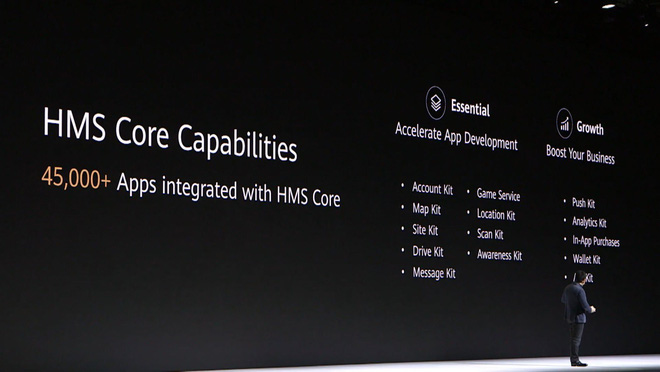 HMS Core Capabilities
45,000+ Apps integrated with HMS Core
Essential
Accelerate App Development
• Account Kit
• Map Kit
• Site Kit
• Drive Kit
• Message Kit
• Game Service
• Location Kit
• Scan Kit
• Awareness Kit
Growth
Boost Your Business
• Push Kit
• Analytics Kit
• In-App Purchases
• Wallet Kit
• Kit